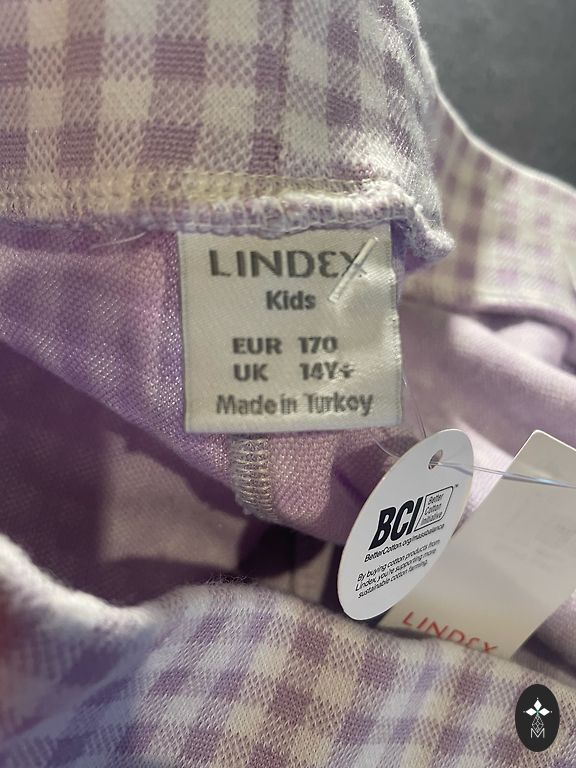 LINDEX
Kids
EUR 170
UK 14Y+
Made in Turkey
BCI™
Better
Cotton
Initiative
BetterCotton.org/massbalance
By buying cotton products from
Lindex, you're supporting more
sustainable cotton farming.
LINDEX
M